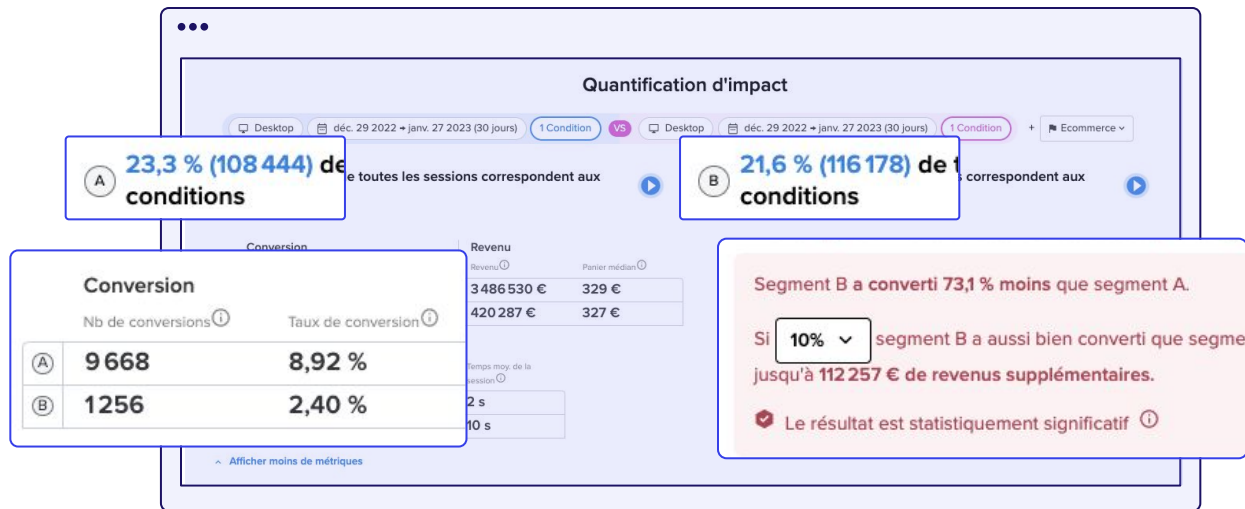 Quantification d'impact
Desktop déc. 29 2022 → janv. 27 2023 (30 jours) 1 Condition VS Desktop déc. 29 2022 → janv. 27 2023 (30 jours) 1 Condition + Ecommerce
A 23,3 % (108 444) de
conditions
e toutes les sessions correspondent aux
B 21,6 % (116 178) de
conditions
correspondent aux
Conversion
Conversion
Nb de conversions Taux de conversion
A 9 668 8,92 %
B 1 256 2,40 %
Revenu
Revenu Panier médian
3 486 530 € 329 €
420 287 € 327 €
Temps moy. de la
session
2 s
10 s
Afficher moins de métriques
Segment B a converti 73,1 % moins que segment A.
Si 10% segment B a aussi bien converti que segme
jusqu'à 112 257 € de revenus supplémentaires.
Le résultat est statistiquement significatif